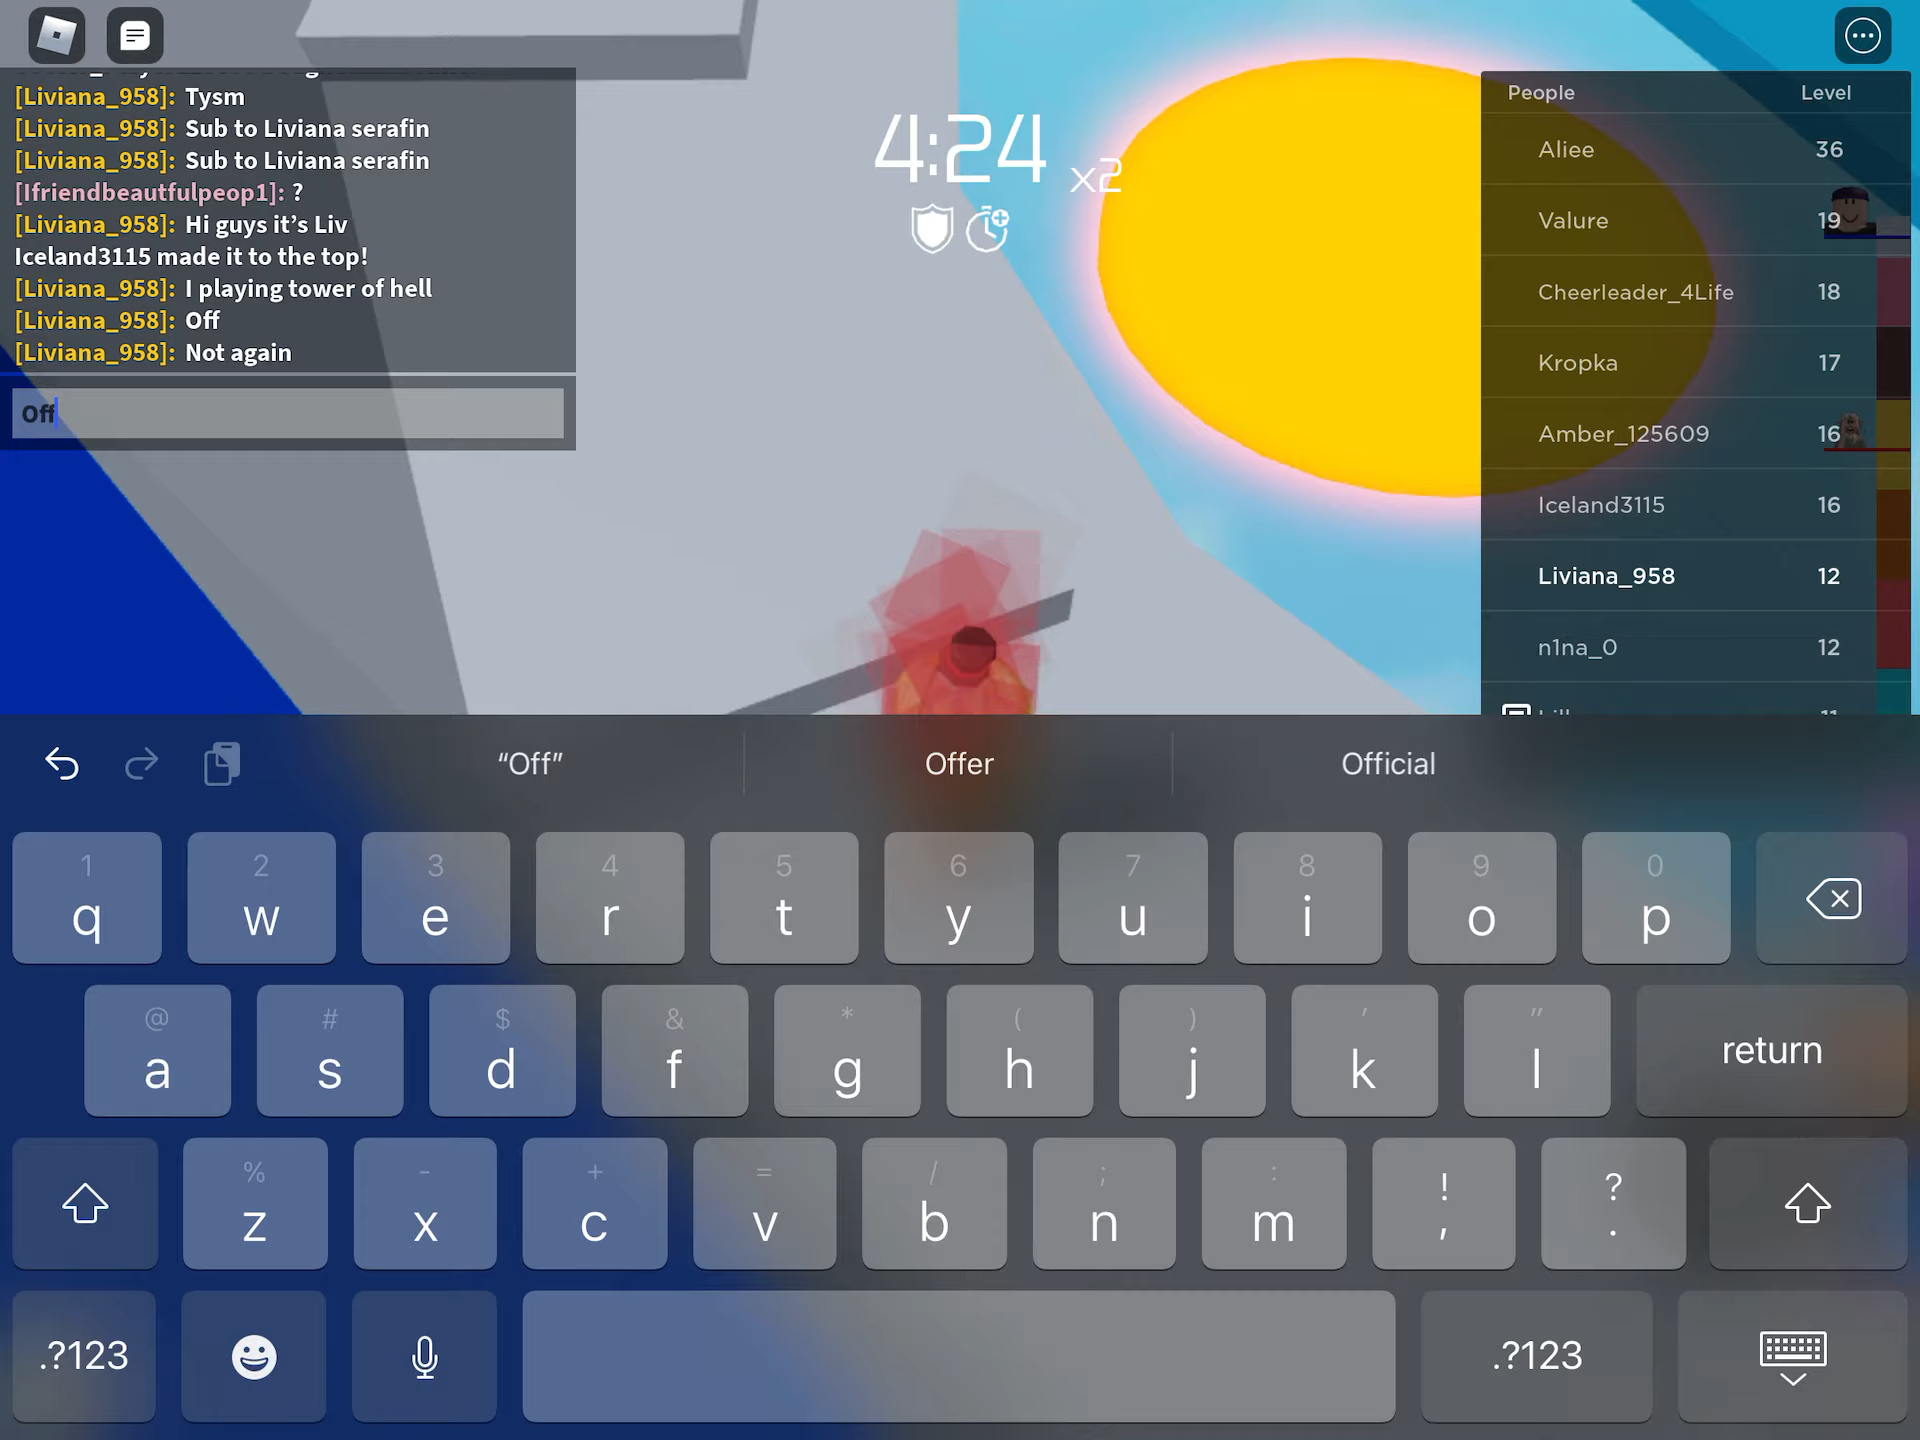 [Liviana_958]: Tysm
[Liviana_958]: Sub to Liviana serafin
[Liviana_958]: Sub to Liviana serafin
[Ifriendbeautfulpeop1]: ?
[Liviana_958]: Hi guys it’s Liv
Iceland3115 made it to the top!
[Liviana_958]: I playing tower of hell
[Liviana_958]: Off
[Liviana_958]: Not again
Off
4:24 x2
People Level
Aliee 36
Valure 19
Cheerleader_4Life 18
Kropka 17
Amber_125609 16
Iceland3115 16
Liviana_958 12
n1na_0 12
“Off” Offer Official
1 2 3 4 5 6 7 8 9 0
q w e r t y u i o p
@ # $ & * ( ) ' "
a s d f g h j k l return
% - + = / ; : ! ?
z x c v b n m , .
.?123 .?123